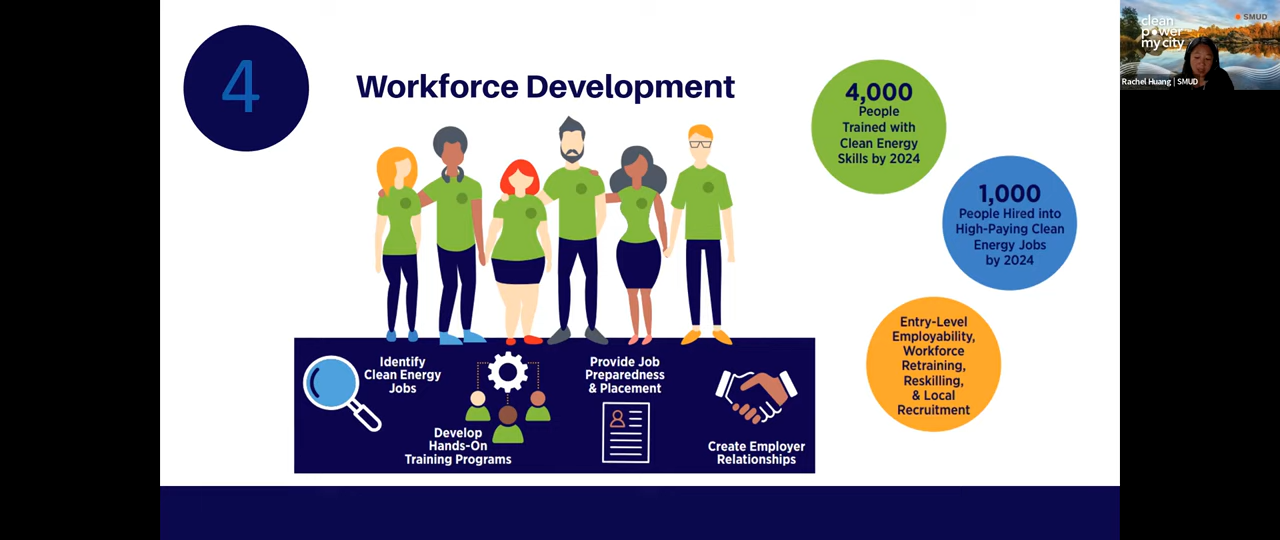 4
Workforce Development
4,000
People
Trained with
Clean Energy
Skills by 2024
1,000
People Hired into
High-Paying Clean
Energy Jobs
by 2024
Entry-Level
Employability,
Workforce
Retraining,
Reskilling,
& Local
Recruitment
Identify
Clean Energy
Jobs
Develop
Hands-On
Training Programs
Provide Job
Preparedness
& Placement
Create Employer
Relationships
clean
power
my city
SMUD
Rachel Huang | SMUD